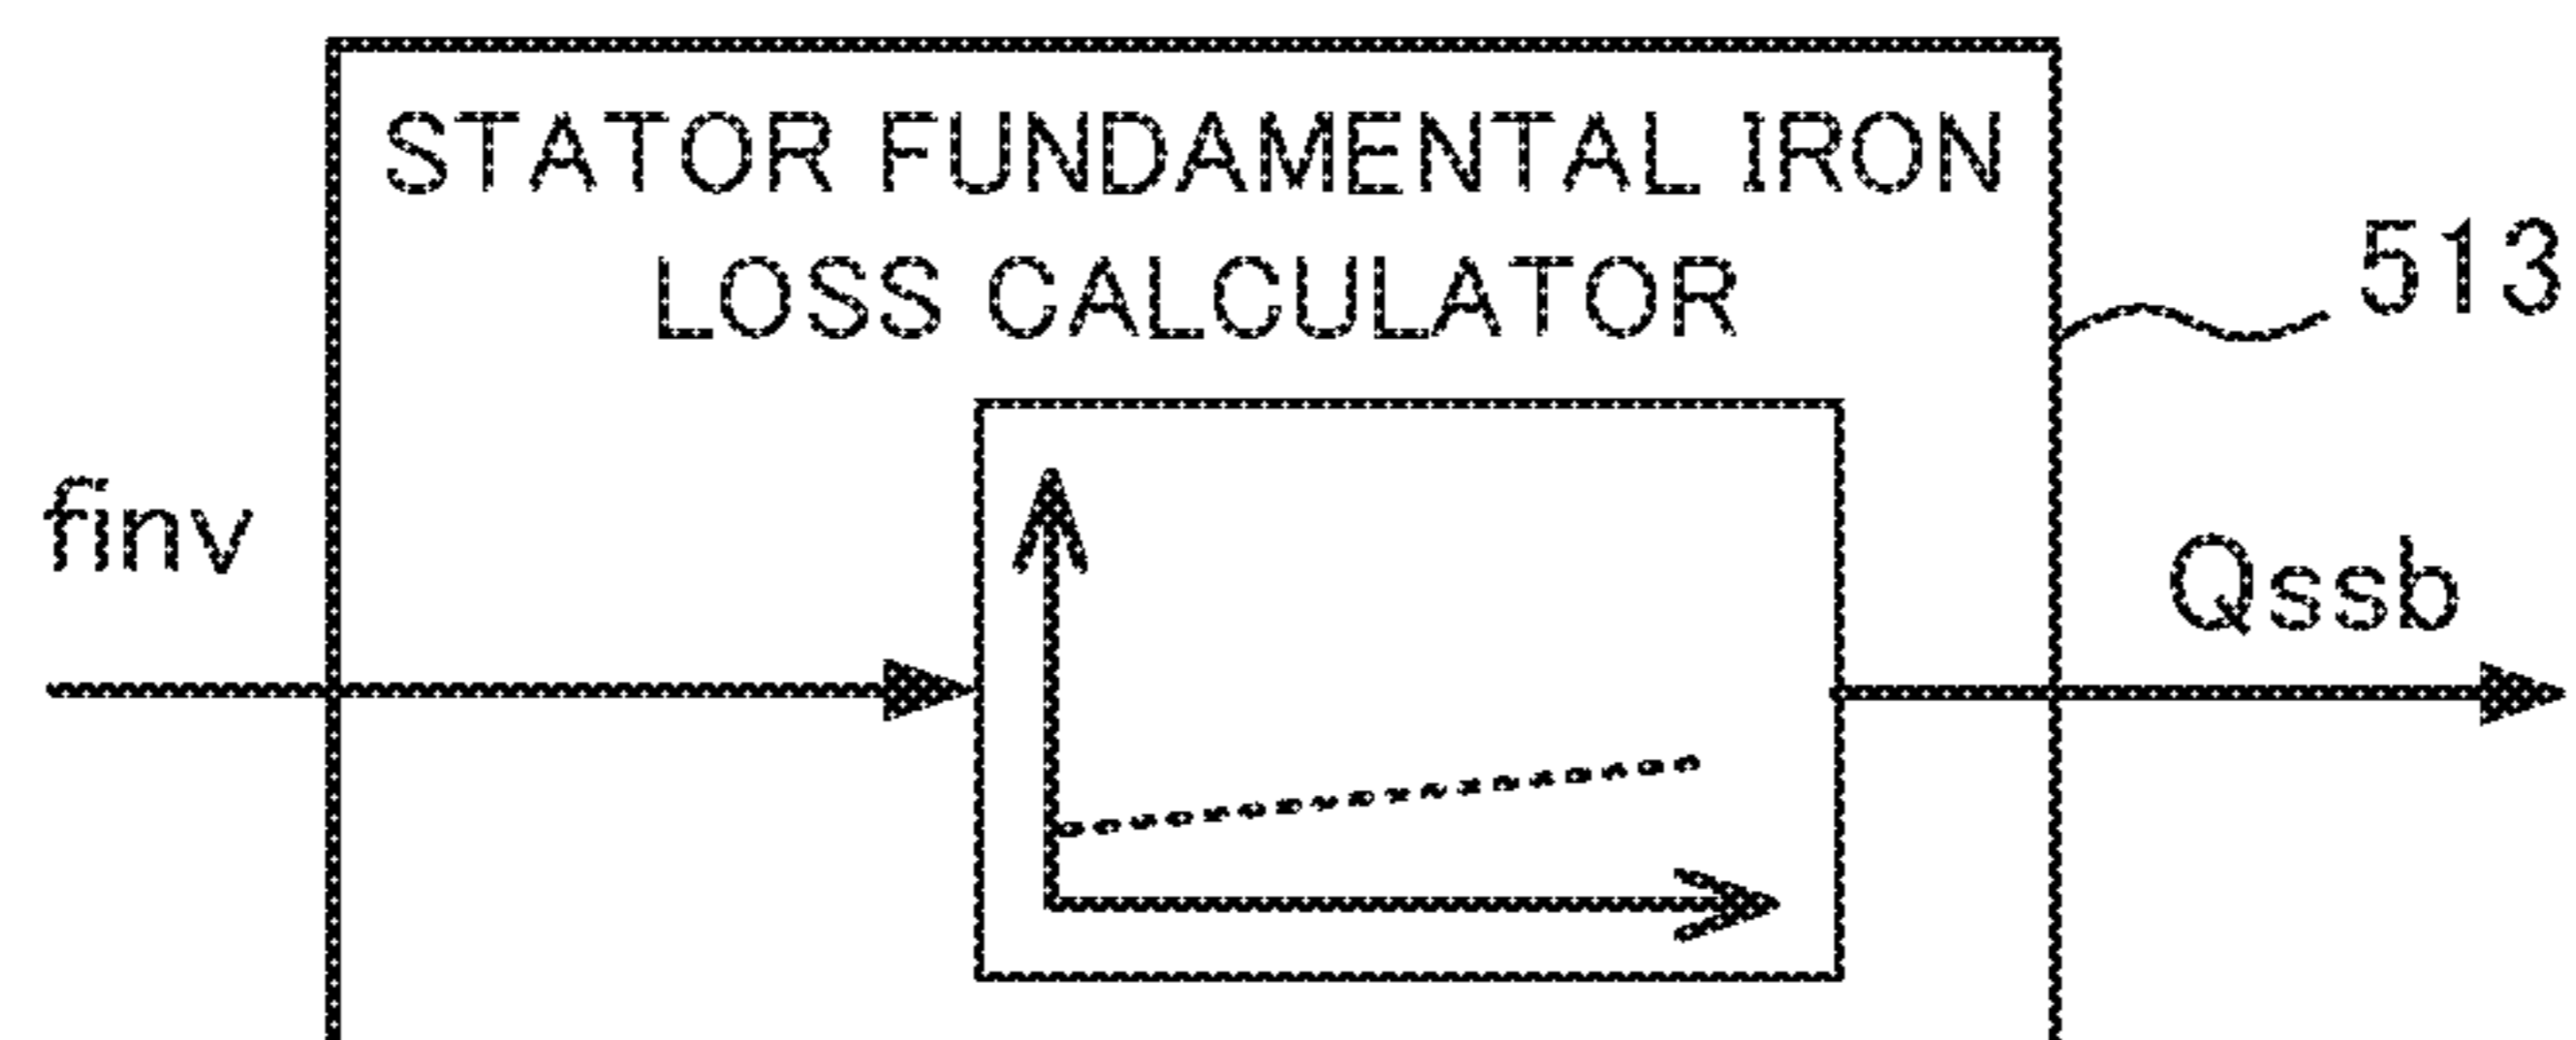 STATOR FUNDAMENTAL IRON
LOSS CALCULATOR
513
finv
Qssb